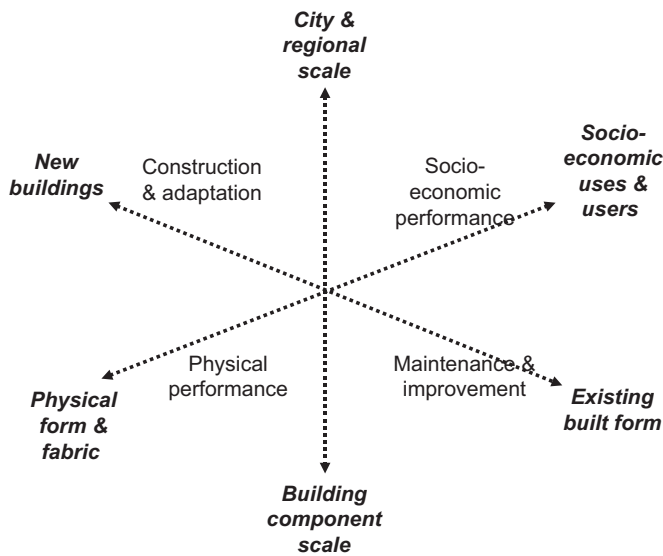 City &
regional
scale
New
buildings
Construction
& adaptation
Socio-
economic
performance
Socio-
economic
uses &
users
Physical
form &
fabric
Physical
performance
Maintenance &
improvement
Existing
built form
Building
component
scale